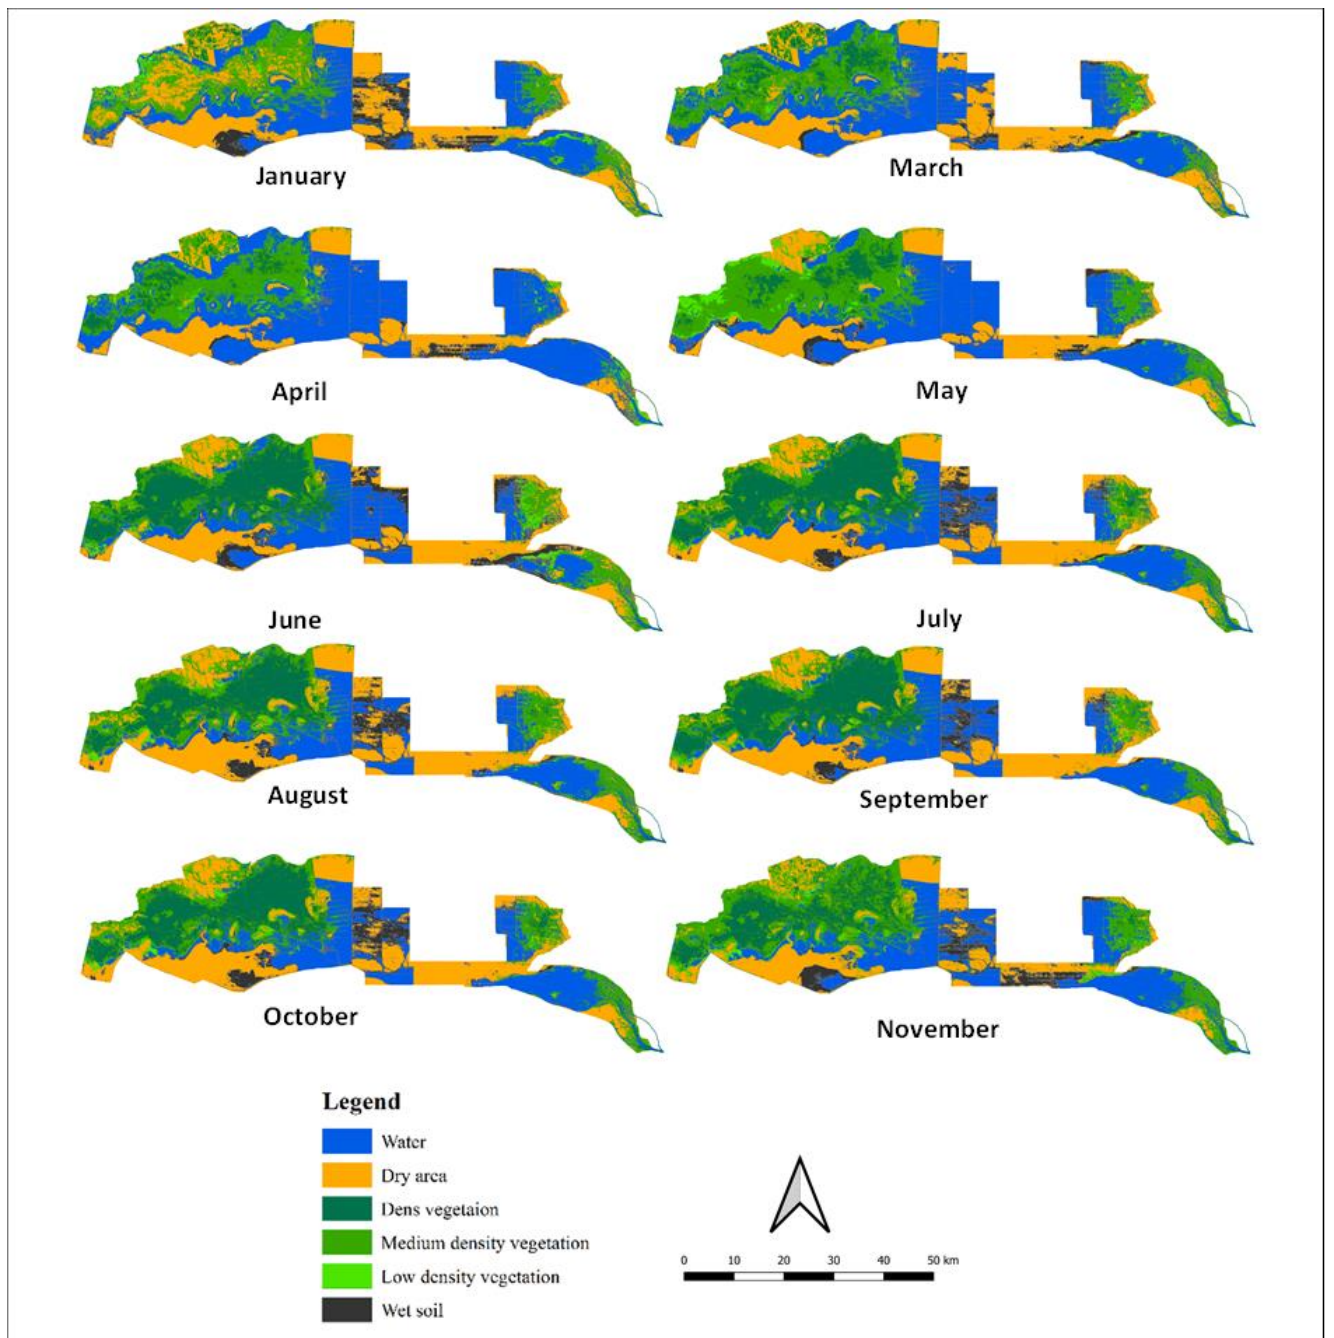 January
March
April
May
June
July
August
September
October
November
Legend
Water
Dry area
Dens vegetaion
Medium density vegetation
Low density vegetation
Wet soil
0 10 20 30 40 50 km